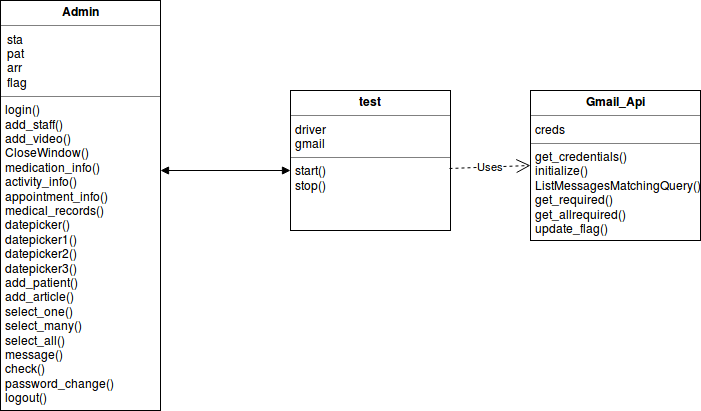 Admin
sta
pat
arr
flag
login()
add_staff()
add_video()
CloseWindow()
medication_info()
activity_info()
appointment_info()
medical_records()
datepicker()
datepicker1()
datepicker2()
datepicker3()
add_patient()
add_article()
select_one()
select_many()
select_all()
message()
check()
password_change()
logout()
test
driver
gmail
start()
stop()
Uses
Gmail_Api
creds
get_credentials()
initialize()
ListMessagesMatchingQuery()
get_required()
get_allrequired()
update_flag()